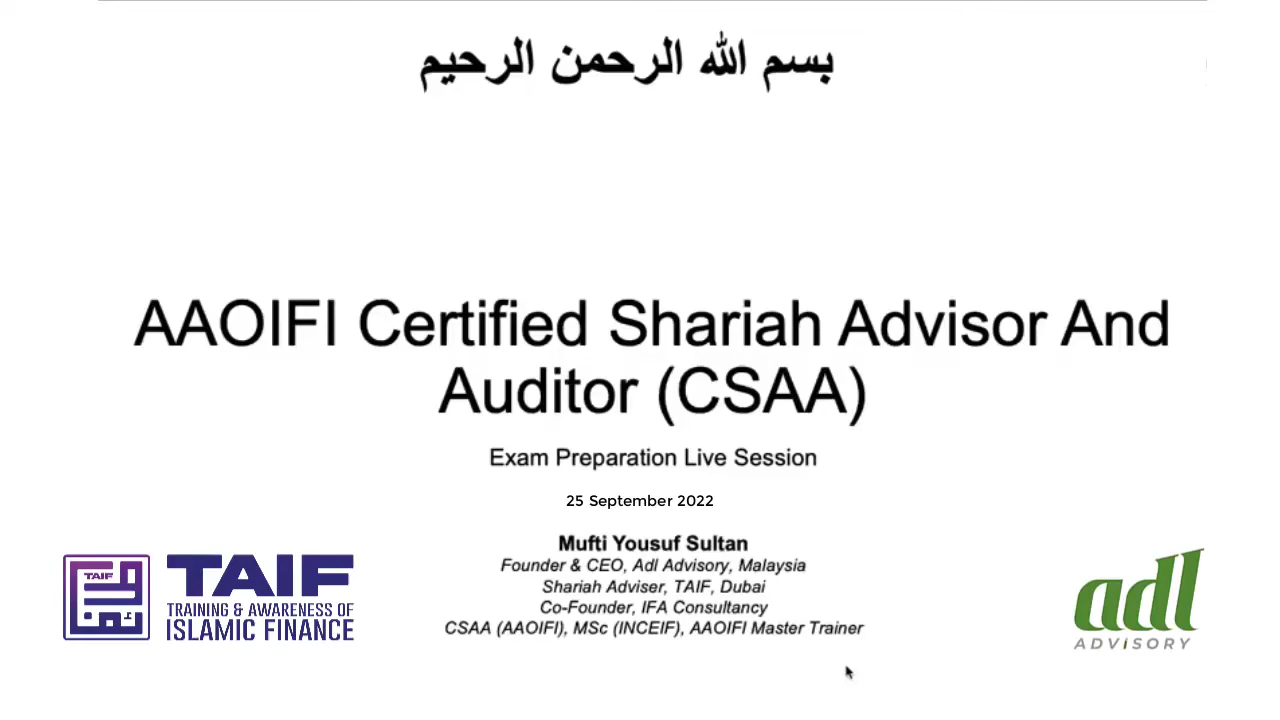 بسم الله الرحمن الرحيم
AAOIFI Certified Shariah Advisor And
Auditor (CSAA)
Exam Preparation Live Session
25 September 2022
Mufti Yousuf Sultan
Founder & CEO, Adl Advisory, Malaysia
Shariah Adviser, TAIF, Dubai
Co-Founder, IFA Consultancy
CSAA (AAOIFI), MSc (INCEIF), AAOIFI Master Trainer
TAIF
TAIF
TRAINING & AWARENESS OF
ISLAMIC FINANCE
adl
ADViSORY